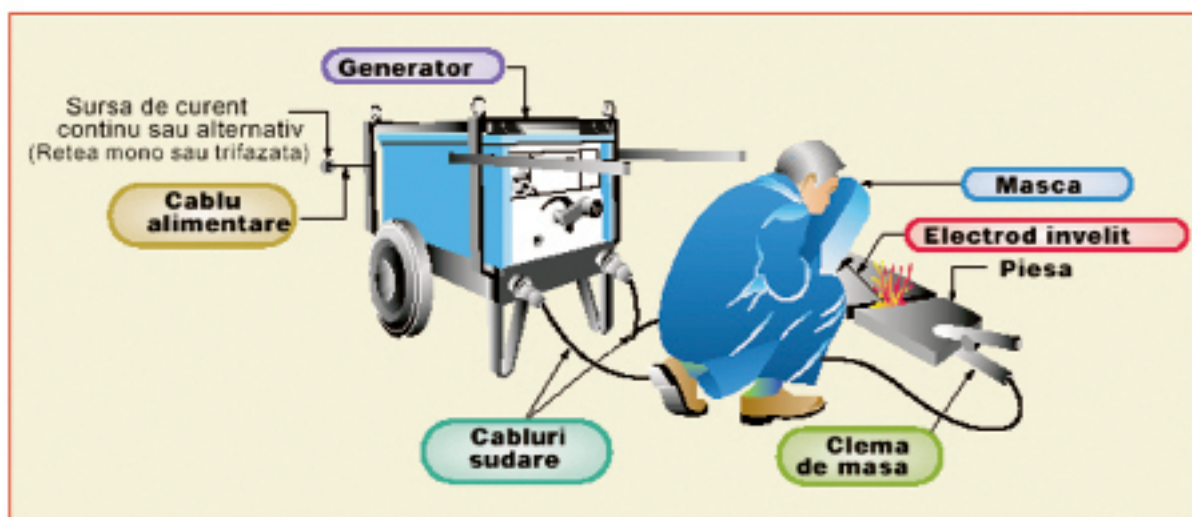 Generator
Sursa de curent
continu sau alternativ
(Retea mono sau trifazata)
Cablu
alimentare
Masca
Electrod invelit
Piesa
Cabluri
sudare
Clema
de masa